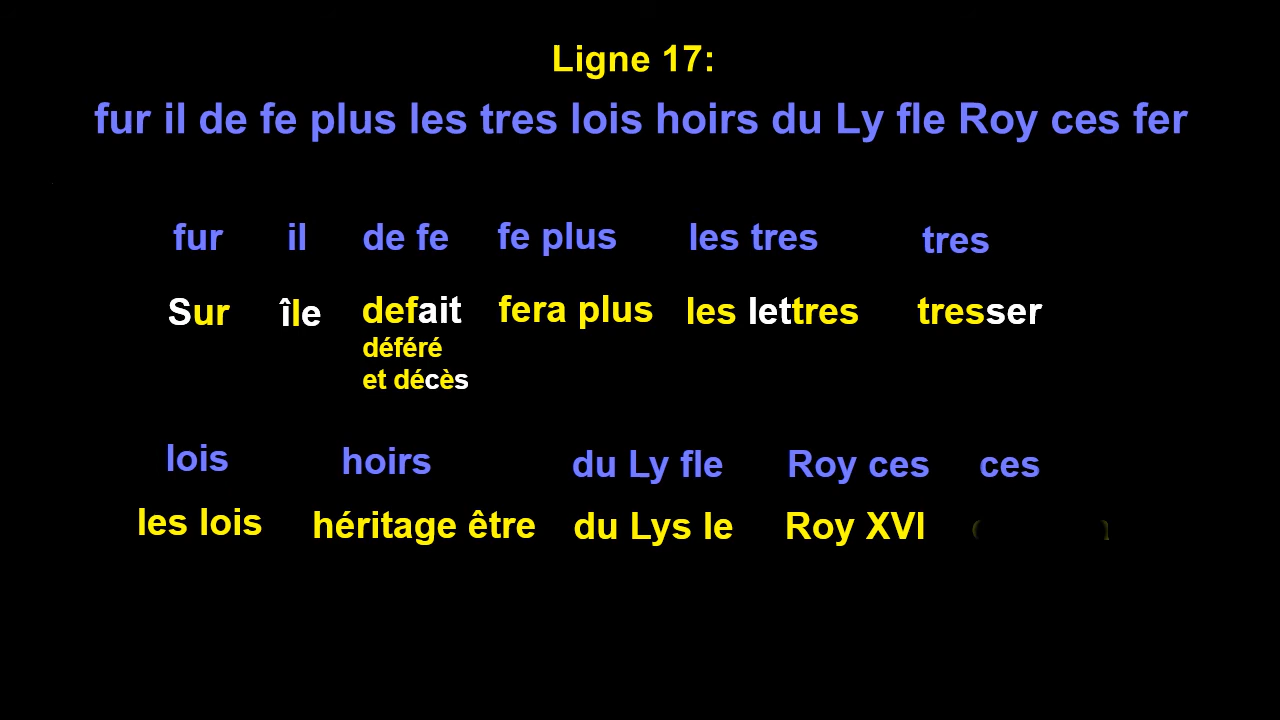 Ligne 17:
fur il de fe plus les tres lois hoirs du Ly fle Roy ces fer
fur il de fe fe plus les tres tres
Sur île defait fera plus les lettres tresser
déféré
et décès
lois hoirs du Ly fle Roy ces ces
les lois héritage être du Lys le Roy XVI